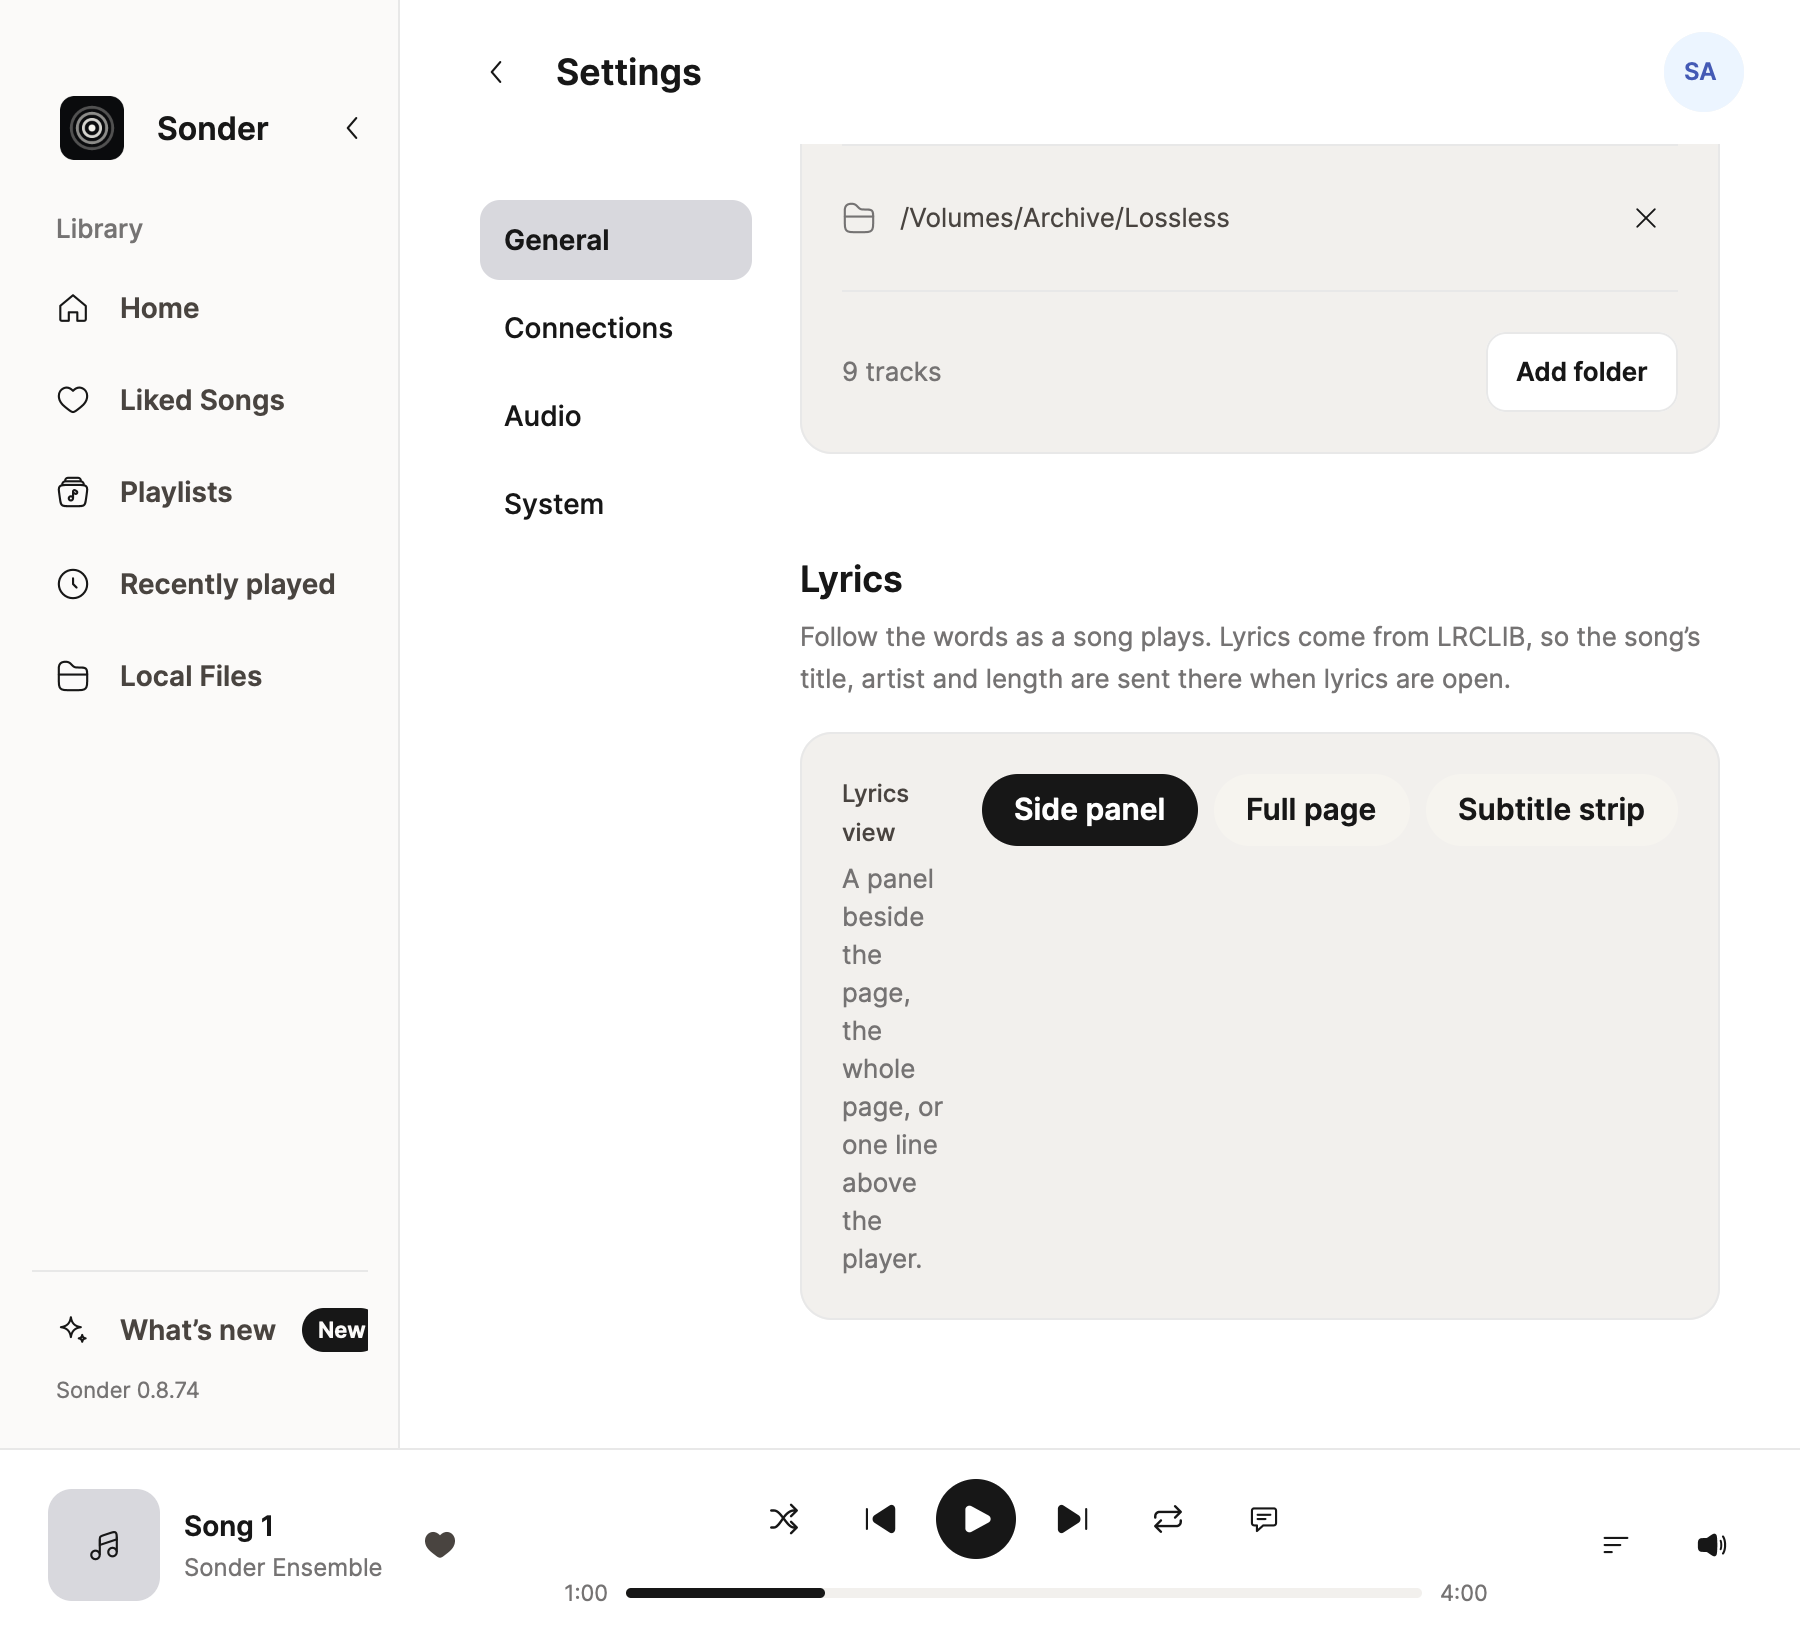 Sonder
Library
Home
Liked Songs
Playlists
Recently played
Local Files
What’s new
New
Sonder 0.8.74
Settings
SA
General
Connections
Audio
System
/Volumes/Archive/Lossless
9 tracks
Add folder
Lyrics
Follow the words as a song plays. Lyrics come from LRCLIB, so the song’s
title, artist and length are sent there when lyrics are open.
Lyrics
view
A panel
beside
the
page,
the
whole
page, or
one line
above
the
player.
Side panel
Full page
Subtitle strip
Song 1
Sonder Ensemble
1:00
4:00